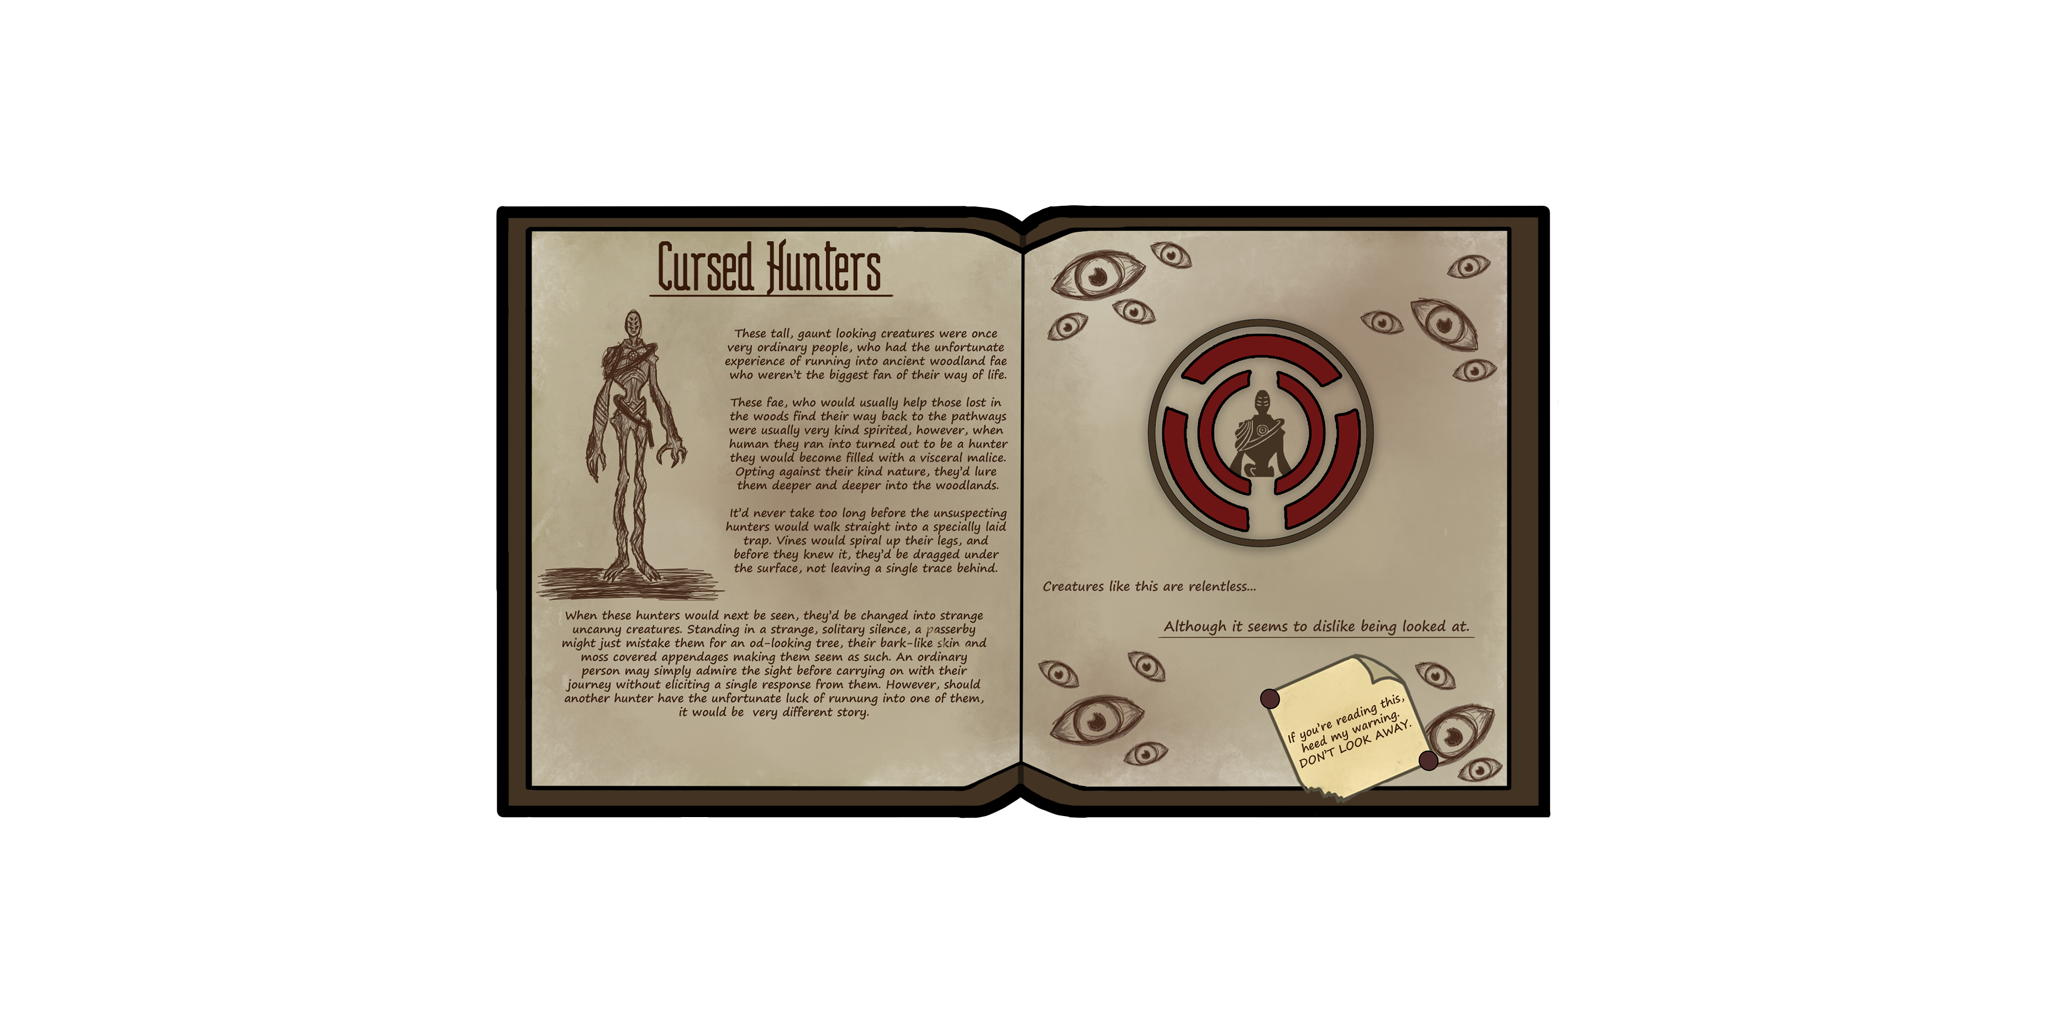 Cursed Hunters
These tall, gaunt looking creatures were once
very ordinary people, who had the unfortunate
experience of running into ancient woodland fae
who weren't the biggest fan of their way of life.
These fae, who would usually help those lost in
the woods find their way back to the pathways
were usually very kind spirited, however, when
human they ran into turned out to be a hunter
they would become filled with a visceral malice.
Opting against their kind nature, they'd lure
them deeper and deeper into the woodlands.
It'd never take too long before the unsuspecting
hunters would walk straight into a specially laid
trap. Vines would spiral up their legs, and
before they knew it, they'd be dragged under
the surface, not leaving a single trace behind.
When these hunters would next be seen, they'd be changed into strange
uncanny creatures. Standing in a strange, solitary silence, a passerby
might just mistake them for an od-looking tree, their bark-like skin and
moss covered appendages making them seem as such. An ordinary
person may simply admire the sight before carrying on with their
journey without eliciting a single response from them. However, should
another hunter have the unfortunate luck of runnung into one of them,
it would be very different story.
Creatures like this are relentless...
Although it seems to dislike being looked at.
If you're reading this,
heed my warning.
DON'T LOOK AWAY.